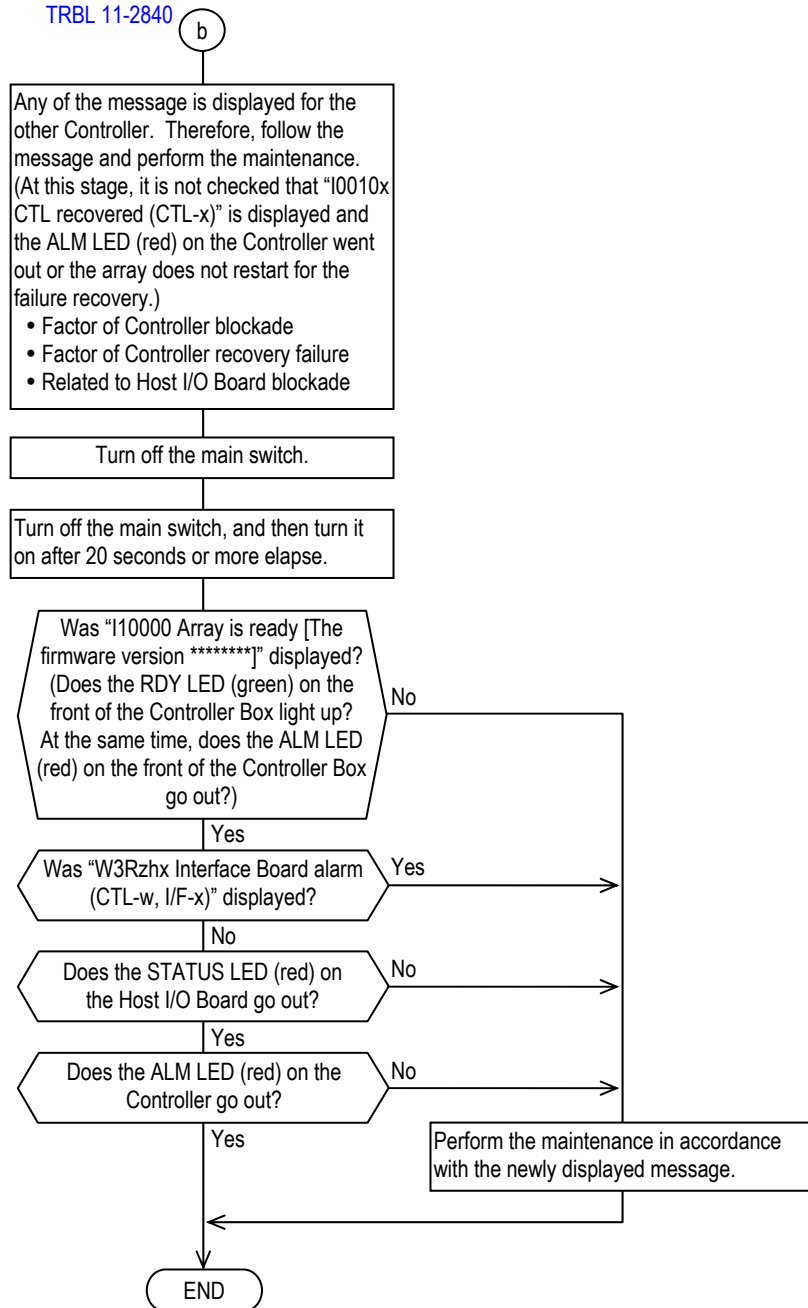 TRBL 11-2840
b
Any of the message is displayed for the
other Controller. Therefore, follow the
message and perform the maintenance.
(At this stage, it is not checked that “I0010x
CTL recovered (CTL-x)” is displayed and
the ALM LED (red) on the Controller went
out or the array does not restart for the
failure recovery.)
• Factor of Controller blockade
• Factor of Controller recovery failure
• Related to Host I/O Board blockade
Turn off the main switch.
Turn off the main switch, and then turn it
on after 20 seconds or more elapse.
Was “I10000 Array is ready [The
firmware version ********]” displayed?
(Does the RDY LED (green) on the
front of the Controller Box light up?
At the same time, does the ALM LED
(red) on the front of the Controller Box
go out?)
No
Yes
Was “W3Rzhx Interface Board alarm
(CTL-w, I/F-x)” displayed?
Yes
No
Does the STATUS LED (red) on
the Host I/O Board go out?
No
Yes
Does the ALM LED (red) on the
Controller go out?
No
Yes
Perform the maintenance in accordance
with the newly displayed message.
END